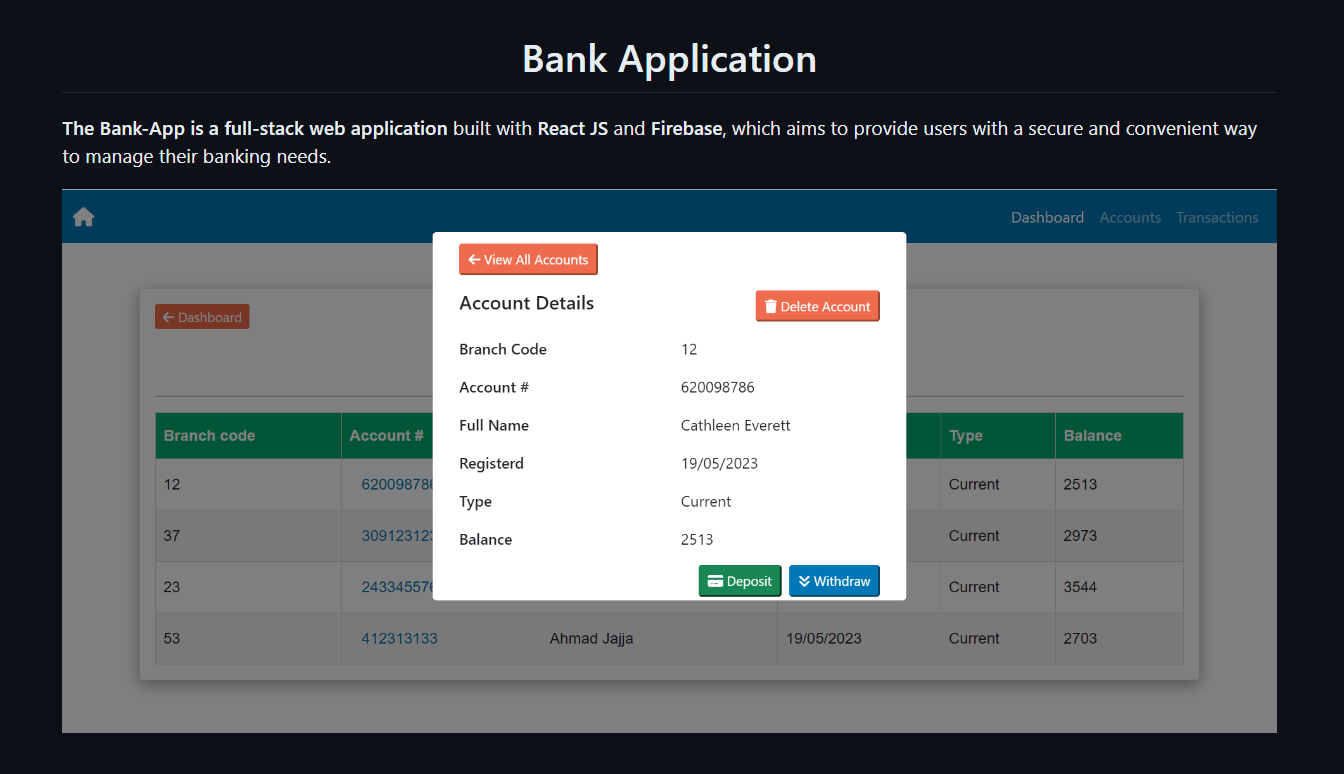 Bank Application
The Bank-App is a full-stack web application built with React JS and Firebase, which aims to provide users with a secure and convenient way
to manage their banking needs.
Dashboard Accounts Transactions
View All Accounts
Account Details Delete Account
Branch Code 12
Account # 620098786
Full Name Cathleen Everett
Registerd 19/05/2023
Type Current
Balance 2513
Deposit Withdraw
Dashboard
Branch code Account # Type Balance
12 62009878 Current 2513
37 30912312 Current 2973
23 24334557 Current 3544
53 412313133 Ahmad Jajja 19/05/2023 Current 2703